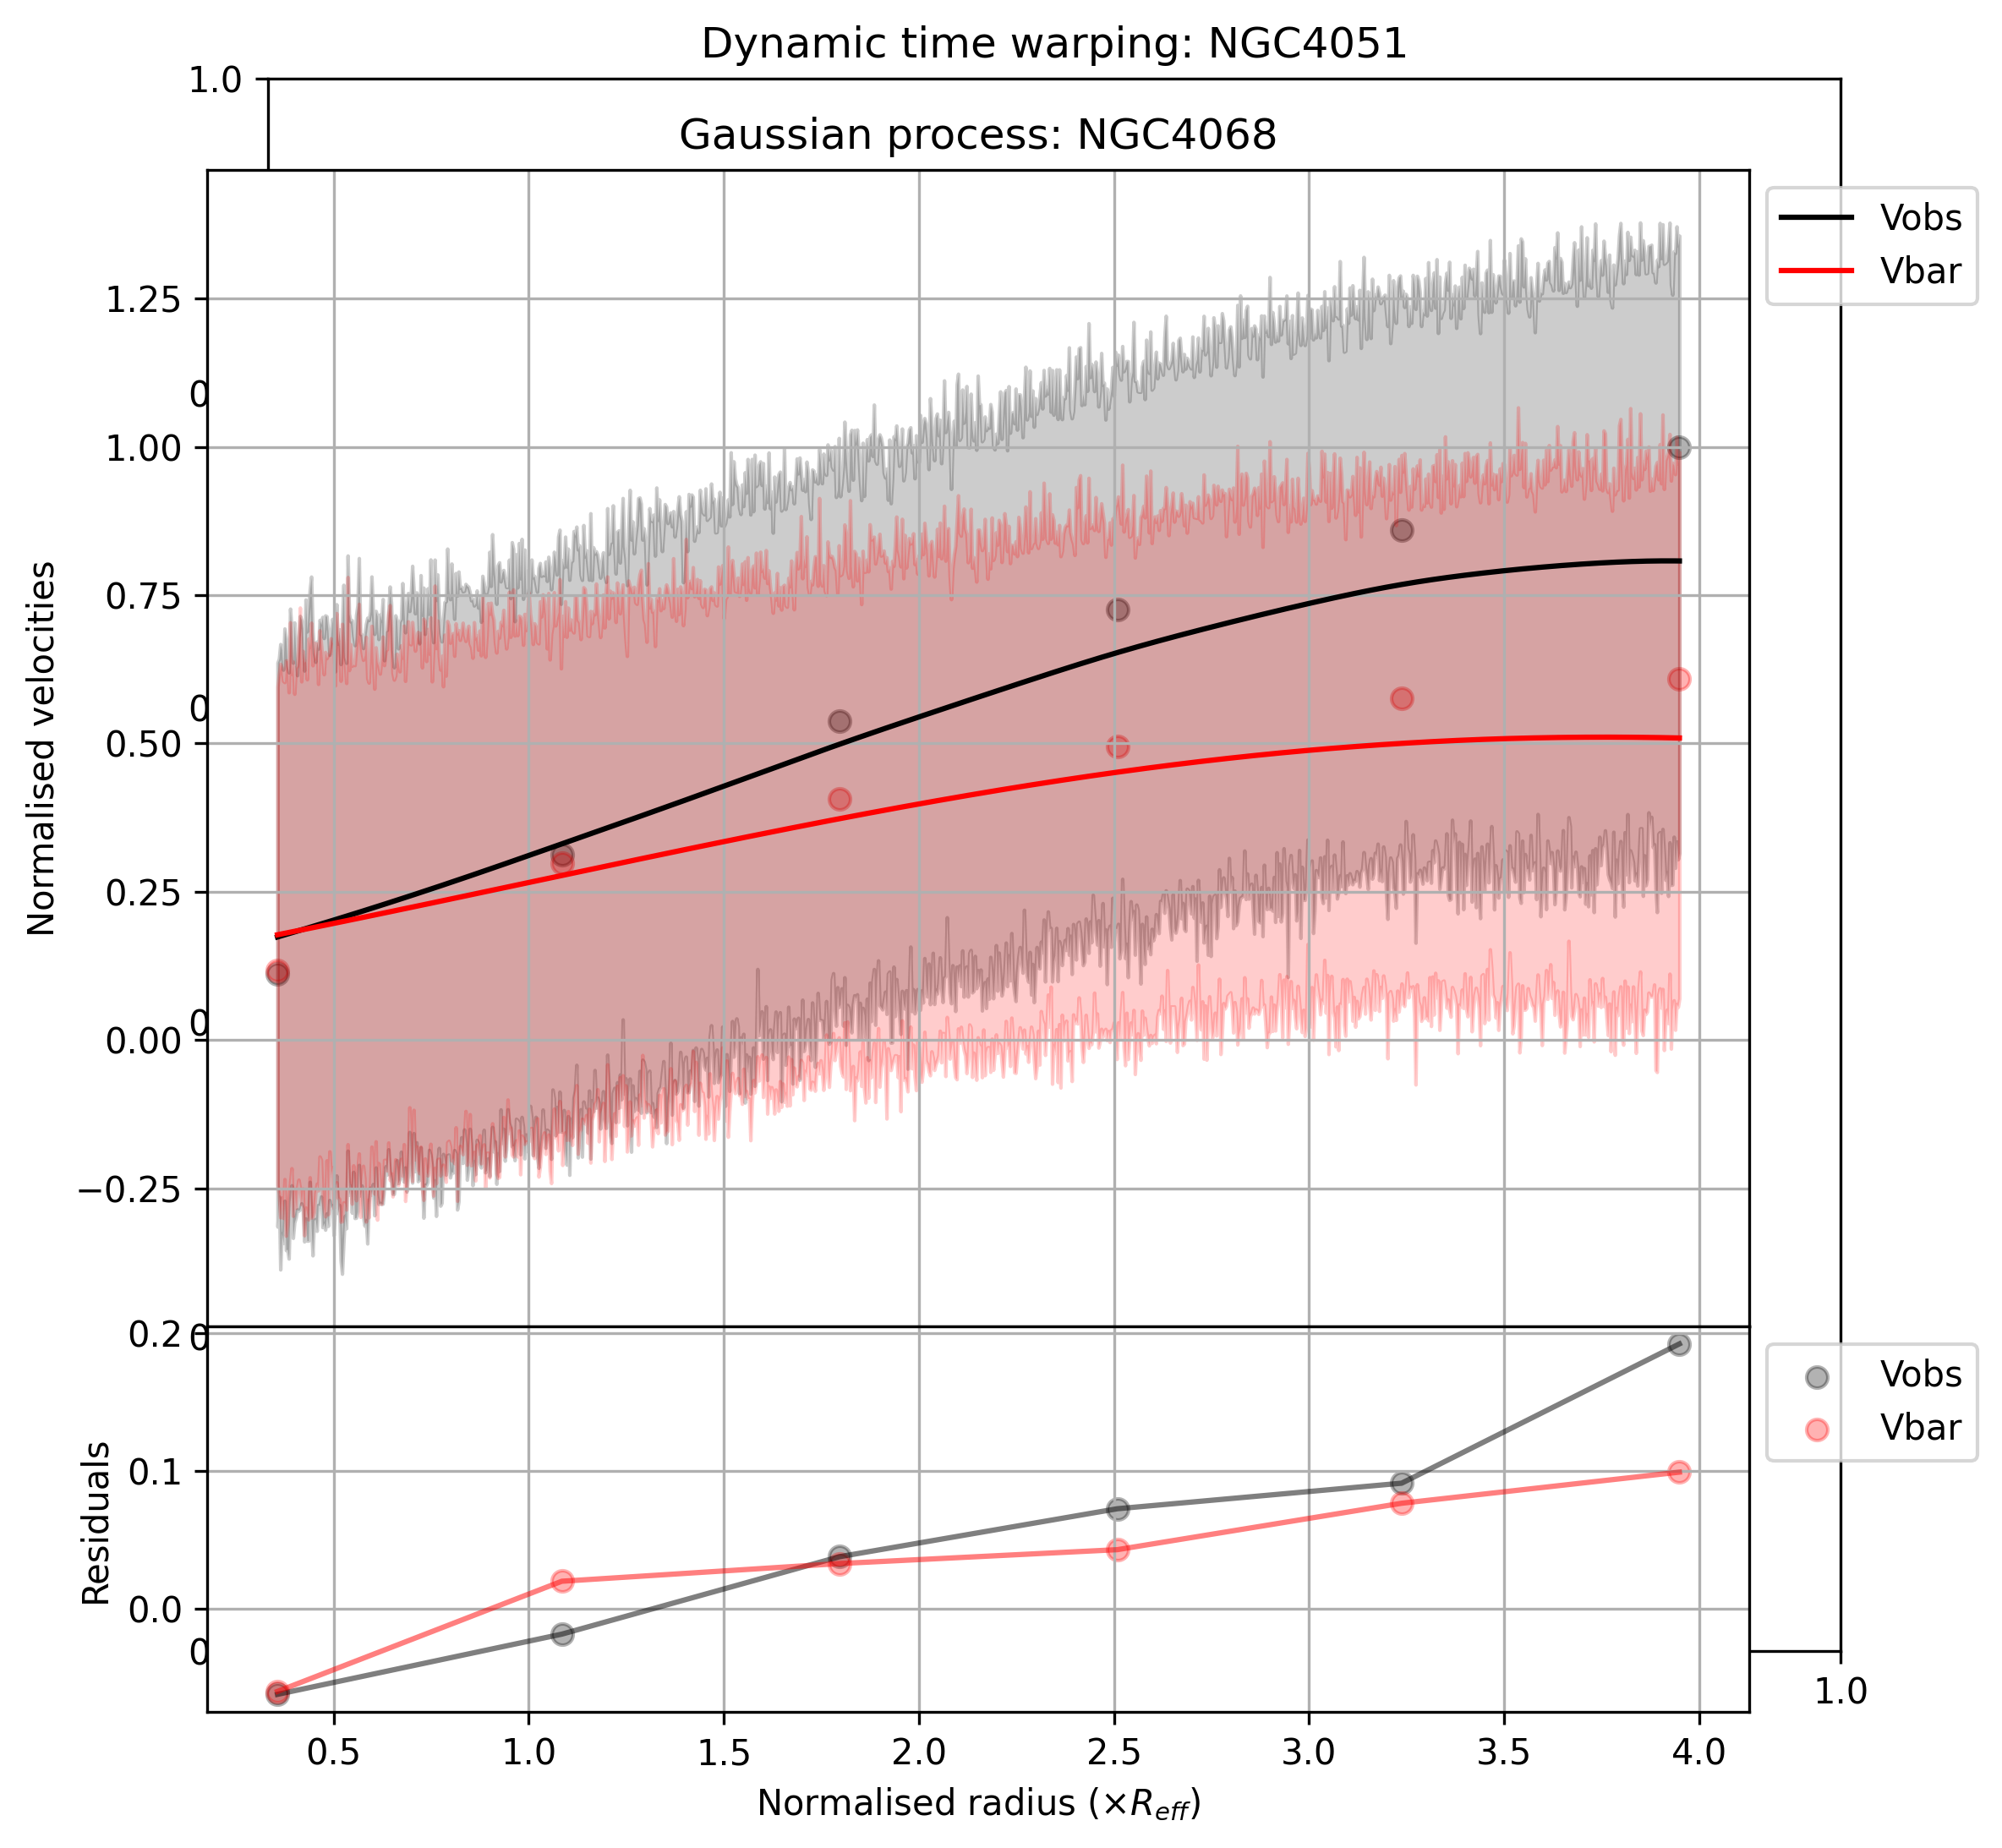 Dynamic time warping: NGC4051
1.0
Gaussian process: NGC4068
Vobs
Vbar
1.25
1.00
0.75
0.50
0.25
0.00
−0.25
0
0
0
0
0
Normalised velocities
0.2
0.1
0.0
Residuals
Vobs
Vbar
1.0
0.5 1.0 1.5 2.0 2.5 3.0 3.5 4.0
Normalised radius (×R_eff)